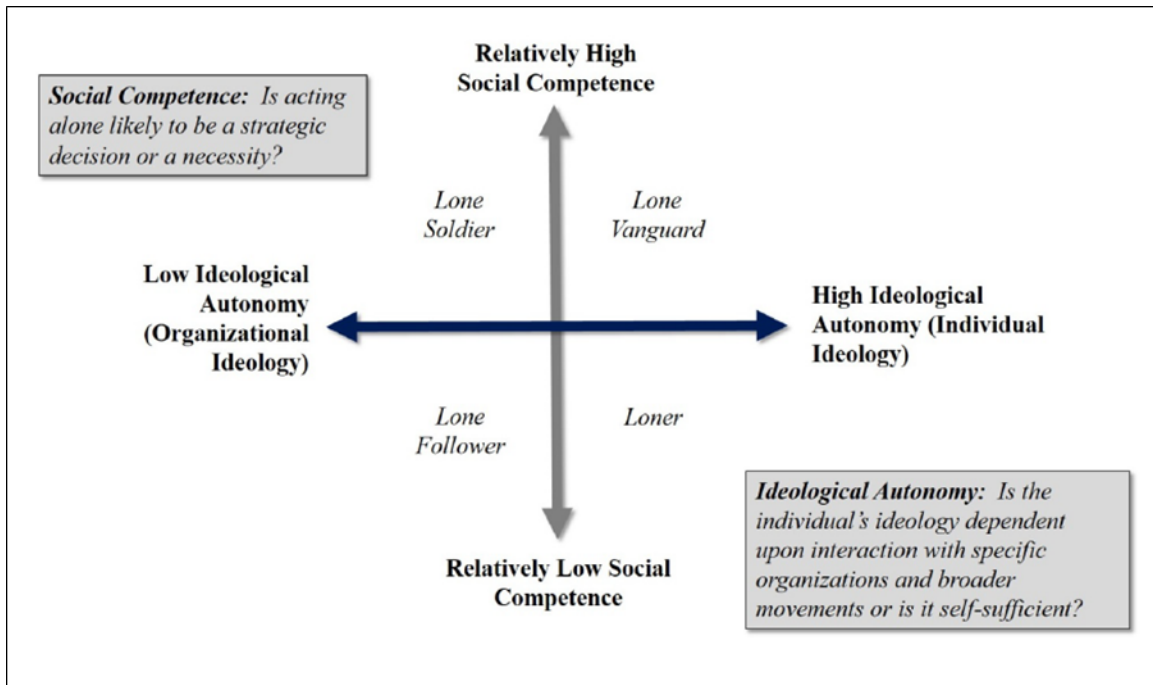 Relatively High
Social Competence
Social Competence: Is acting
alone likely to be a strategic
decision or a necessity?
Lone
Soldier
Lone
Vanguard
Low Ideological
Autonomy
(Organizational
Ideology)
High Ideological
Autonomy (Individual
Ideology)
Lone
Follower
Loner
Ideological Autonomy: Is the
individual's ideology dependent
upon interaction with specific
organizations and broader
movements or is it self-sufficient?
Relatively Low Social
Competence